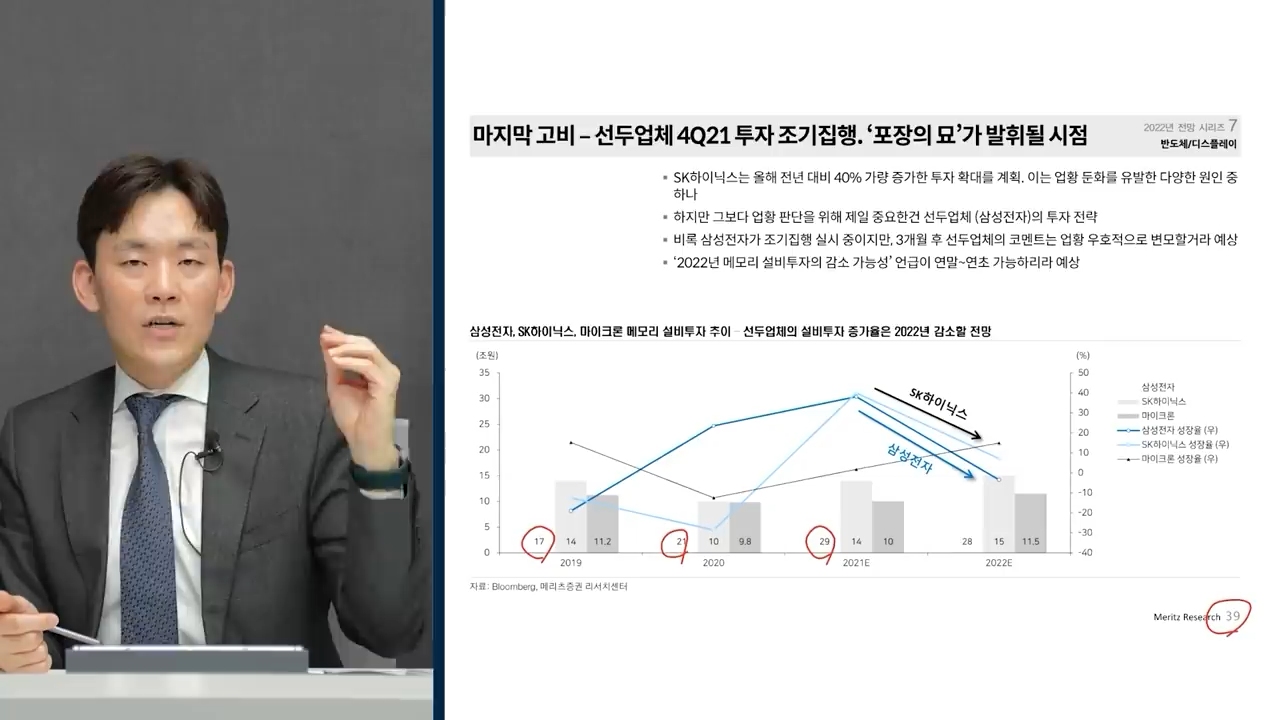 마지막 고비 – 선두업체 4Q21 투자 조기집행. ‘포장의 묘’가 발휘될 시점
2022년 전망 시리즈 7
반도체/디스플레이
▪ SK하이닉스는 올해 전년 대비 40% 가량 증가한 투자 확대를 계획. 이는 업황 둔화를 유발한 다양한 원인 중
하나
▪ 하지만 그보다 업황 판단을 위해 제일 중요한건 선두업체 (삼성전자)의 투자 전략
▪ 비록 삼성전자가 조기집행 실시 중이지만, 3개월 후 선두업체의 코멘트는 업황 우호적으로 변모할거라 예상
▪ ‘2022년 메모리 설비투자의 감소 가능성’ 언급이 연말~연초 가능하리라 예상
삼성전자, SK하이닉스, 마이크론 메모리 설비투자 추이 – 선두업체의 설비투자 증가율은 2022년 감소할 전망
(조원)
35
30
25
20
15
10
5
0
(%)
50
40
30
20
10
0
-10
-20
-30
-40
SK하이닉스
삼성전자
17 14 11.2
21 10 9.8
29 14 10
28 15 11.5
2019 2020 2021E 2022E
삼성전자
SK하이닉스
마이크론
삼성전자 성장율 (우)
SK하이닉스 성장율 (우)
마이크론 성장율 (우)
자료: Bloomberg, 메리츠증권 리서치센터
Meritz Research 39